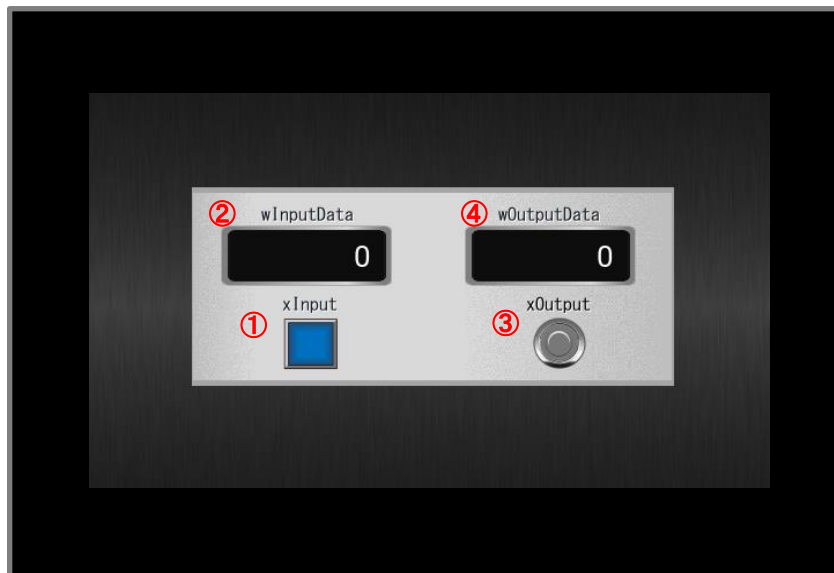 ② wInputData ④ wOutputData
0 0
xInput xOutput
① ③